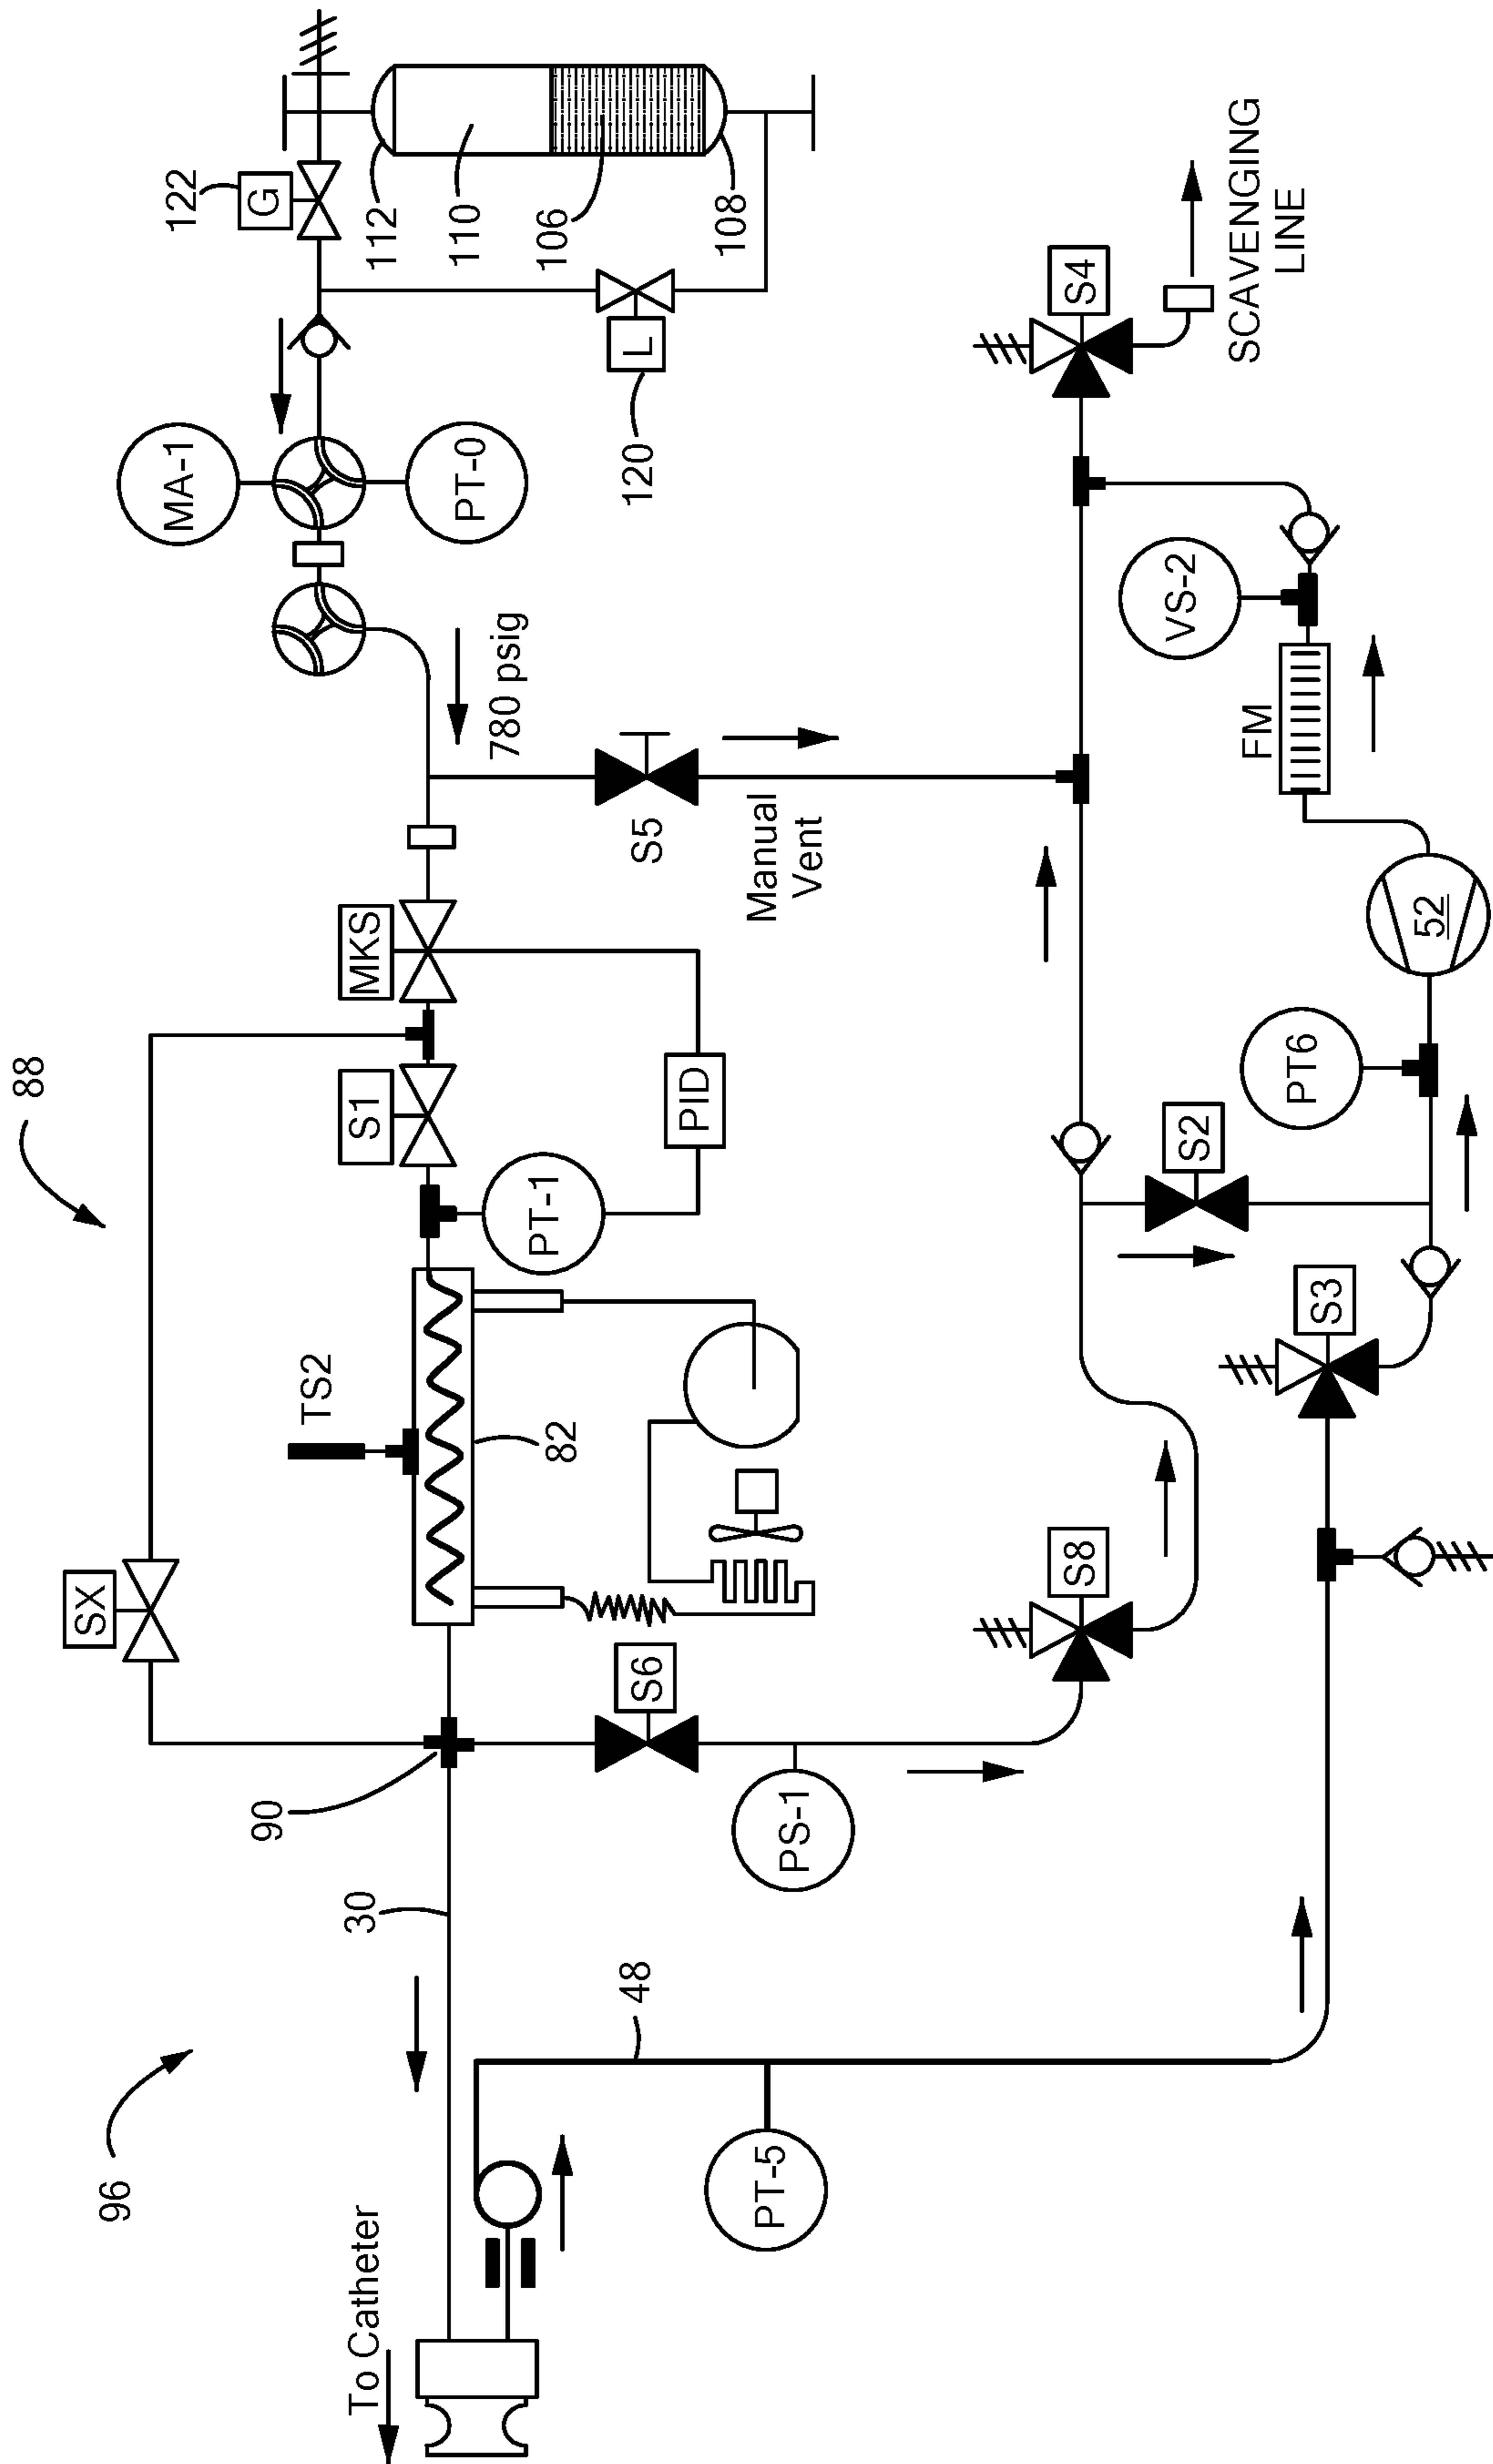 88
96
SX
TS2
S1
MKS
122
G
112
110
106
108
MA-1
PT-0
L
120
780 psig
To Catheter
30
90
82
PT-1
PID
S5
Manual
Vent
48
PT-5
S6
PS-1
S8
S2
S3
PT6
52
FM
VS-2
S4
SCAVENGING
LINE